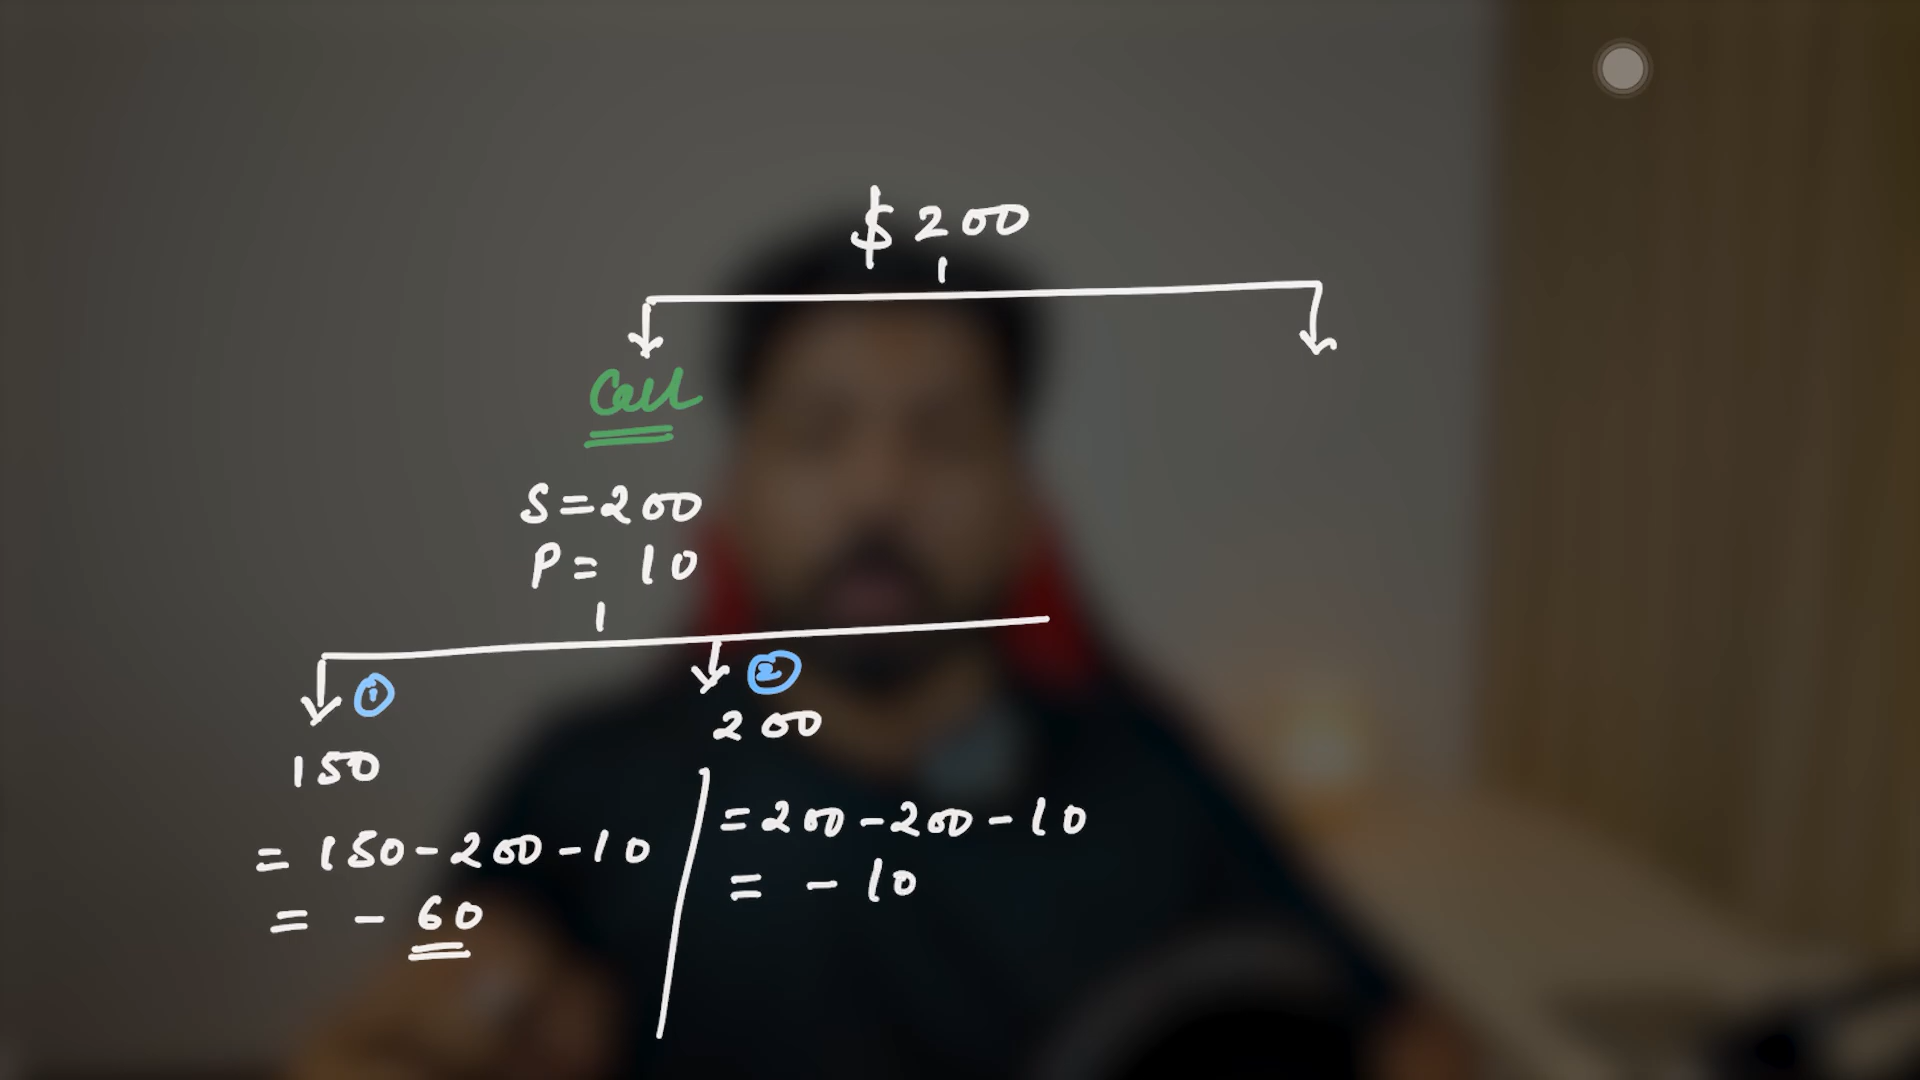 $ 200
Call
S = 200
P = 10
① ②
150 200
= 150 - 200 - 10
= - 60
= 200 - 200 - 10
= - 10